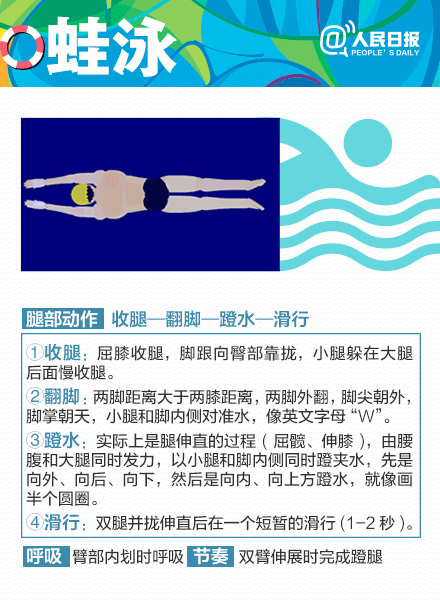 蛙泳
@人民日报
PEOPLE'S DAILY
腿部动作 收腿—翻脚—蹬水—滑行
①收腿：屈膝收腿，脚跟向臀部靠拢，小腿躲在大腿
后面慢收腿。
②翻脚：两脚距离大于两膝距离，两脚外翻，脚尖朝外，
脚掌朝天，小腿和脚内侧对准水，像英文字母“W”。
③蹬水：实际上是腿伸直的过程（屈髋、伸膝），由腰
腹和大腿同时发力，以小腿和脚内侧同时蹬夹水，先是
向外、向后、向下，然后是向内、向上方蹬水，就像画
半个圆圈。
④滑行：双腿并拢伸直后在一个短暂的滑行(1-2秒)。
呼吸 臂部内划时呼吸 节奏 双臂伸展时完成蹬腿